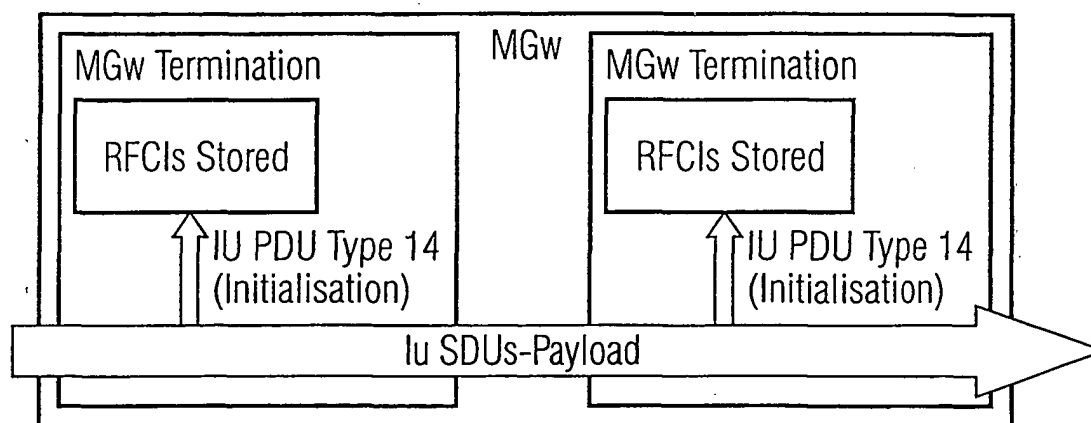 MGw
MGw Termination
RFCIs Stored
IU PDU Type 14
(Initialisation)
MGw Termination
RFCIs Stored
IU PDU Type 14
(Initialisation)
Iu SDUs-Payload